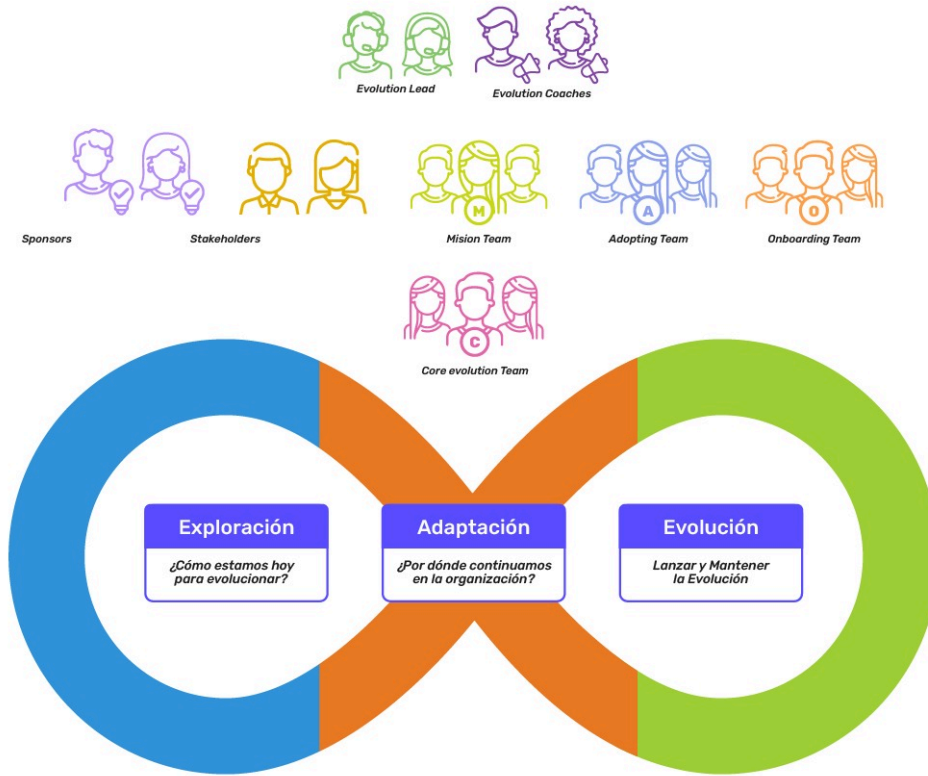 Evolution Lead
Evolution Coaches
Sponsors
Stakeholders
M
Mision Team
A
Adopting Team
O
Onboarding Team
C
Core evolution Team
Exploración
¿Cómo estamos hoy
para evolucionar?
Adaptación
¿Por dónde continuamos
en la organización?
Evolución
Lanzar y Mantener
la Evolución